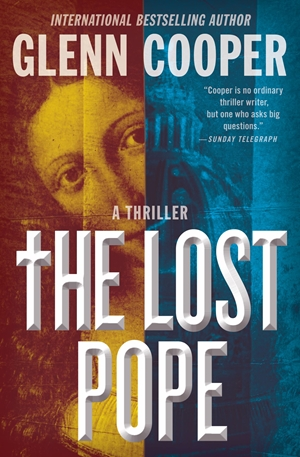 INTERNATIONAL BESTSELLING AUTHOR
GLENN COOPER
"Cooper is no ordinary
thriller writer,
but one who asks big
questions."
—SUNDAY TELEGRAPH
A THRILLER
THE LOST
POPE